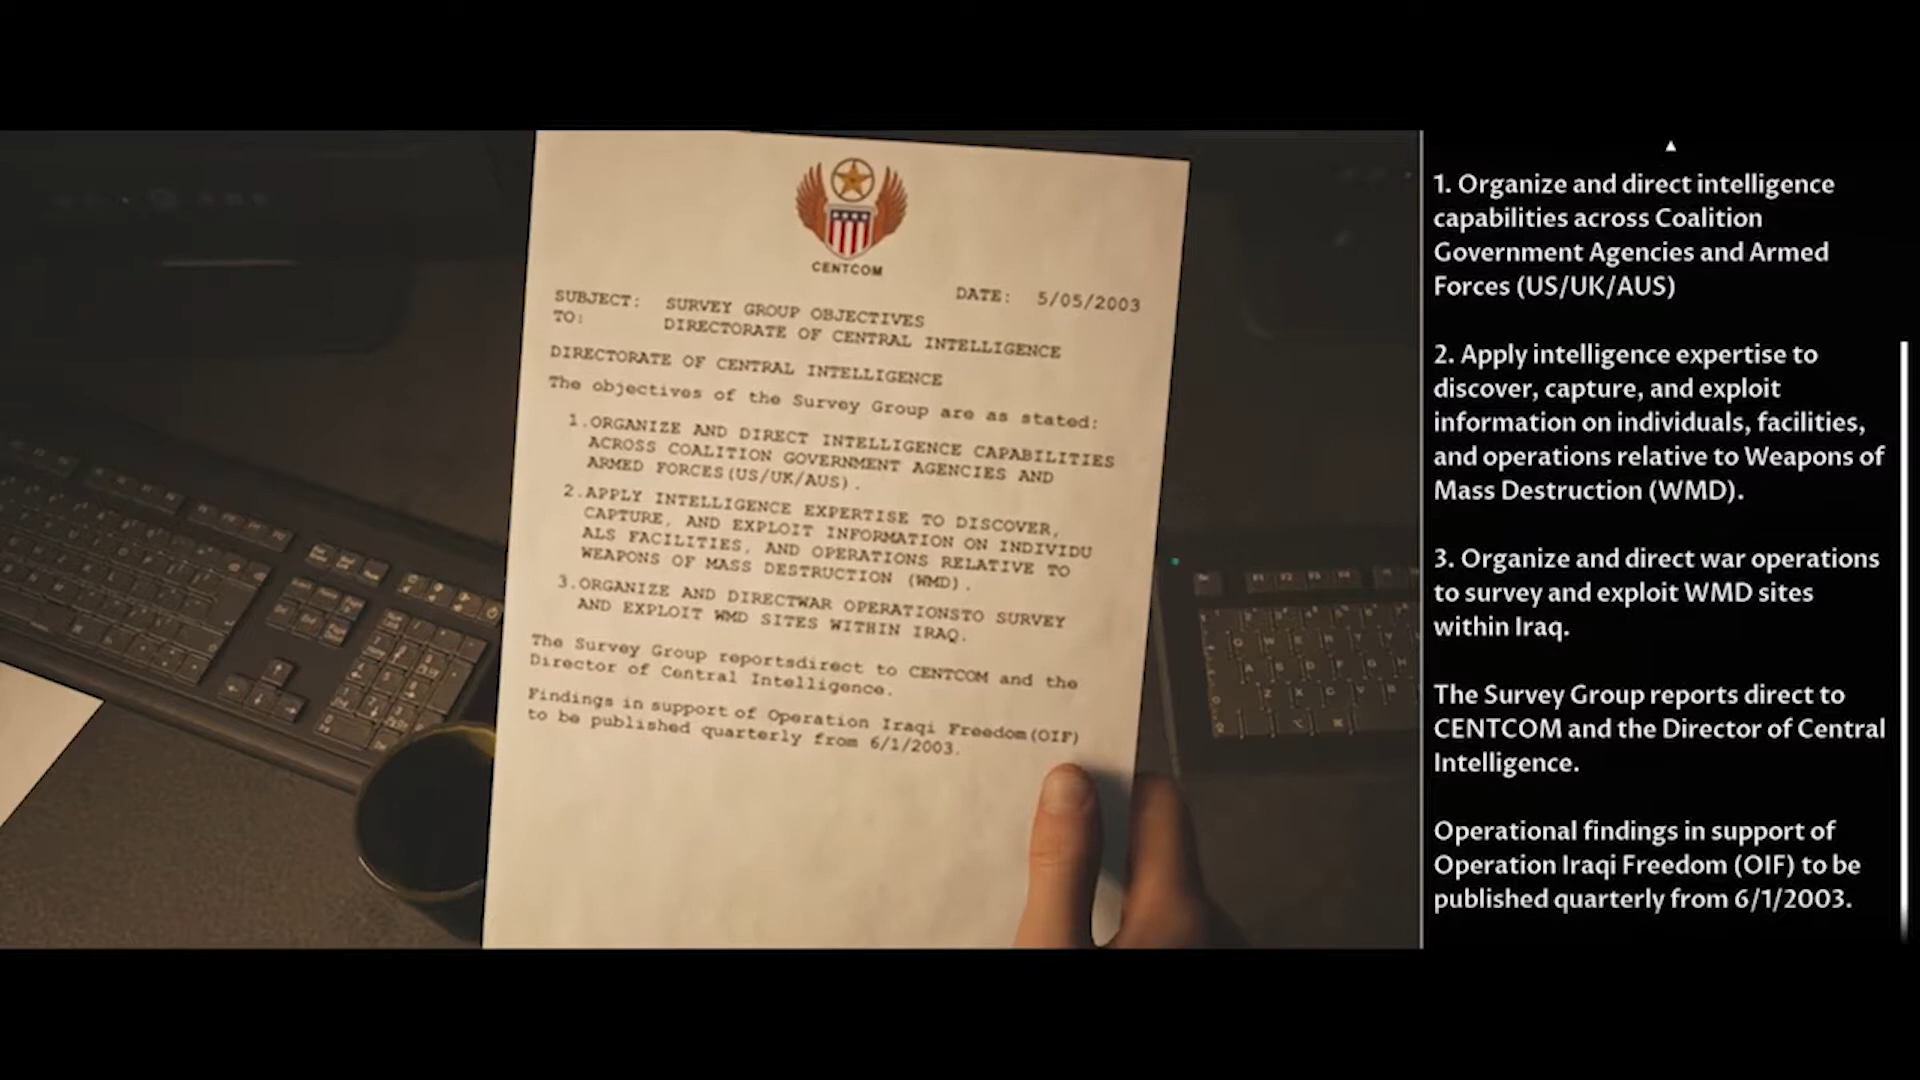 CENTCOM
DATE: 5/05/2003
SUBJECT: SURVEY GROUP OBJECTIVES
TO: DIRECTORATE OF CENTRAL INTELLIGENCE
DIRECTORATE OF CENTRAL INTELLIGENCE
The objectives of the Survey Group are as stated:
1.ORGANIZE AND DIRECT INTELLIGENCE CAPABILITIES
ACROSS COALITION GOVERNMENT AGENCIES AND
ARMED FORCES(US/UK/AUS).
2.APPLY INTELLIGENCE EXPERTISE TO DISCOVER,
CAPTURE, AND EXPLOIT INFORMATION ON INDIVIDU
ALS FACILITIES, AND OPERATIONS RELATIVE TO
WEAPONS OF MASS DESTRUCTION (WMD).
3.ORGANIZE AND DIRECTWAR OPERATIONSTO SURVEY
AND EXPLOIT WMD SITES WITHIN IRAQ.
The Survey Group reportsdirect to CENTCOM and the
Director of Central Intelligence.
Findings in support of Operation Iraqi Freedom(OIF)
to be published quarterly from 6/1/2003.
1. Organize and direct intelligence
capabilities across Coalition
Government Agencies and Armed
Forces (US/UK/AUS)
2. Apply intelligence expertise to
discover, capture, and exploit
information on individuals, facilities,
and operations relative to Weapons of
Mass Destruction (WMD).
3. Organize and direct war operations
to survey and exploit WMD sites
within Iraq.
The Survey Group reports direct to
CENTCOM and the Director of Central
Intelligence.
Operational findings in support of
Operation Iraqi Freedom (OIF) to be
published quarterly from 6/1/2003.